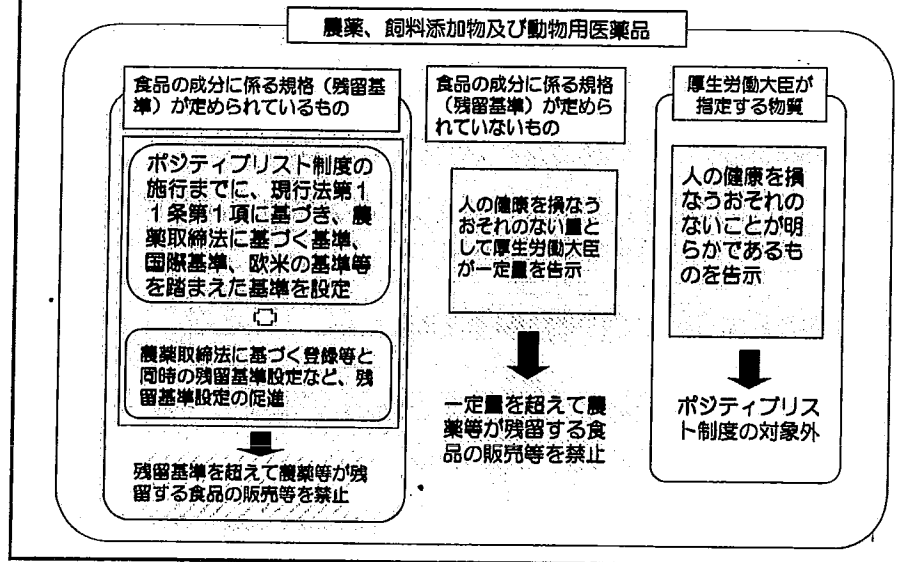 農薬、飼料添加物及び動物用医薬品
食品の成分に係る規格（残留基
準）が定められているもの
ポジティブリスト制度の
施行までに、現行法第１
１条第１項に基づき、農
薬取締法に基づく基準、
国際基準、欧米の基準等
を踏まえた基準を設定
農薬取締法に基づく登録等と
同時の残留基準設定など、残
留基準設定の促進
残留基準を超えて農薬等が残
留する食品の販売等を禁止
食品の成分に係る規格
（残留基準）が定めら
れていないもの
人の健康を損なう
おそれのない量と
して厚生労働大臣
が一定量を告示
一定量を超えて農
薬等が残留する食
品の販売等を禁止
厚生労働大臣が
指定する物質
人の健康を損
なうおそれの
ないことが明
らかであるも
のを告示
ポジティブリス
ト制度の対象外